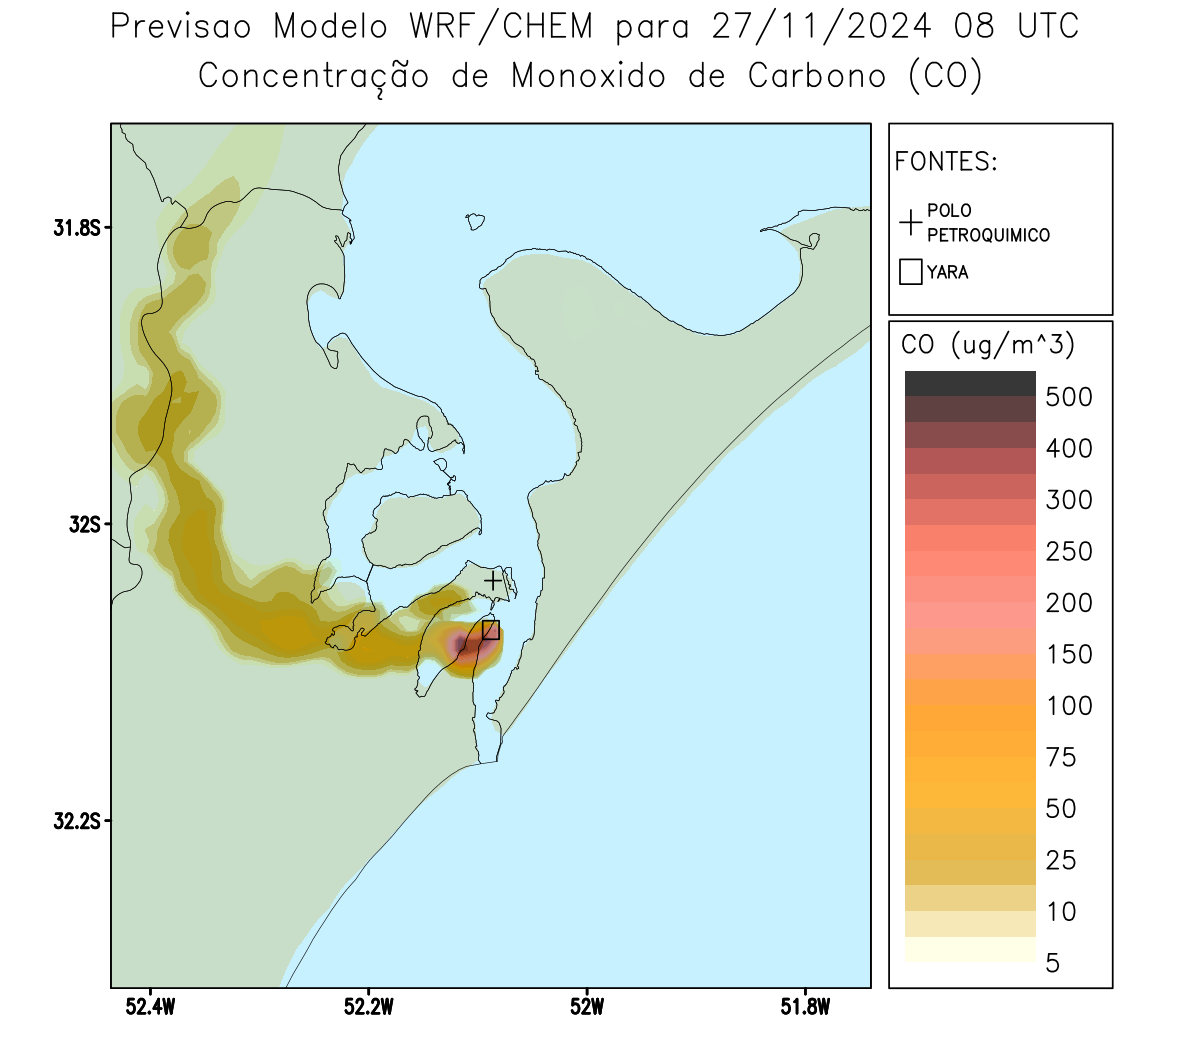 Previsao Modelo WRF/CHEM para 27/11/2024 08 UTC
Concentração de Monoxido de Carbono (CO)
FONTES:
POLO
PETROQUIMICO
YARA
CO (ug/m^3)
500
400
300
250
200
150
100
75
50
25
10
5
31.8S
32S
32.2S
52.4W
52.2W
52W
51.8W